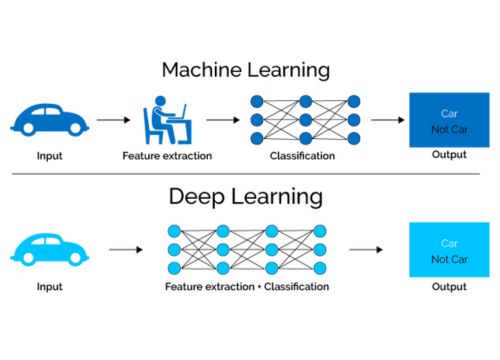 Machine Learning
Car
Not Car
Input
Feature extraction
Classification
Output
Deep Learning
Car
Not Car
Input
Feature extraction + Classification
Output